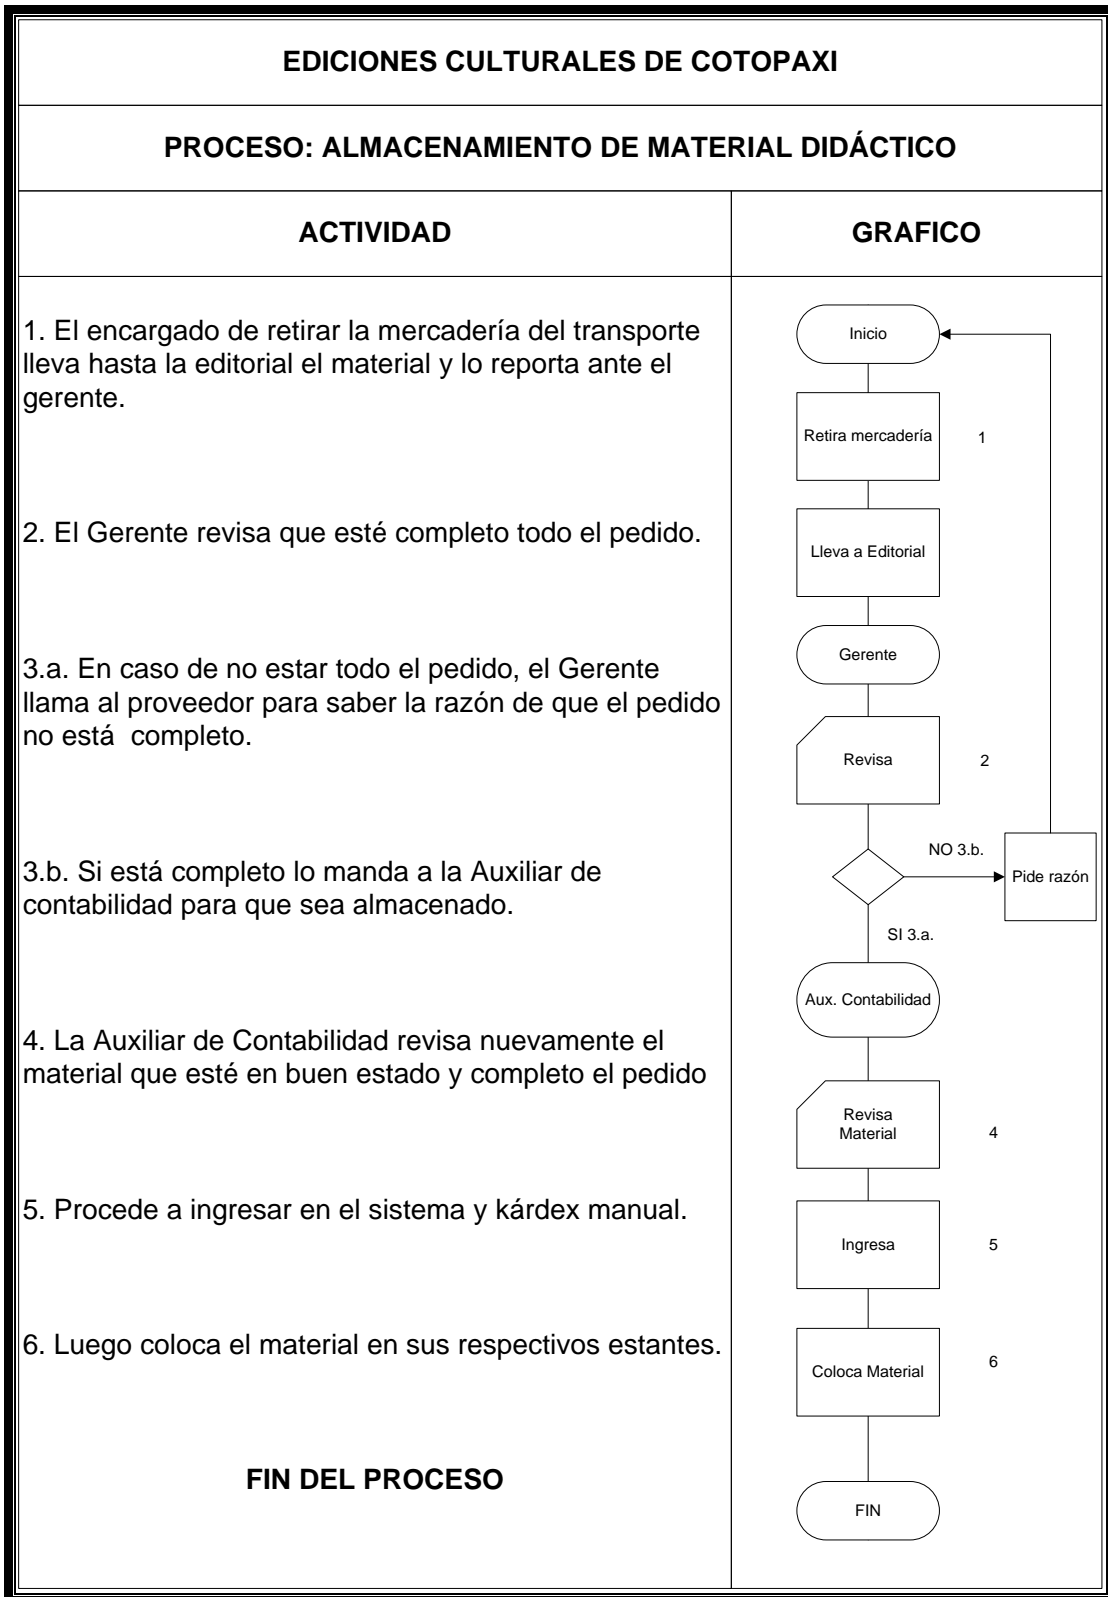 EDICIONES CULTURALES DE COTOPAXI
PROCESO: ALMACENAMIENTO DE MATERIAL DIDÁCTICO
ACTIVIDAD
GRAFICO
1. El encargado de retirar la mercadería del transporte
lleva hasta la editorial el material y lo reporta ante el
gerente.
2. El Gerente revisa que esté completo todo el pedido.
3.a. En caso de no estar todo el pedido, el Gerente
llama al proveedor para saber la razón de que el pedido
no está  completo.
3.b. Si está completo lo manda a la Auxiliar de
contabilidad para que sea almacenado.
4. La Auxiliar de Contabilidad revisa nuevamente el
material que esté en buen estado y completo el pedido
5. Procede a ingresar en el sistema y kárdex manual.
6. Luego coloca el material en sus respectivos estantes.
FIN DEL PROCESO
Inicio
Retira mercadería
1
Lleva a Editorial
Gerente
Revisa
2
NO 3.b.
Pide razón
SI 3.a.
Aux. Contabilidad
Revisa
Material
4
Ingresa
5
Coloca Material
6
FIN